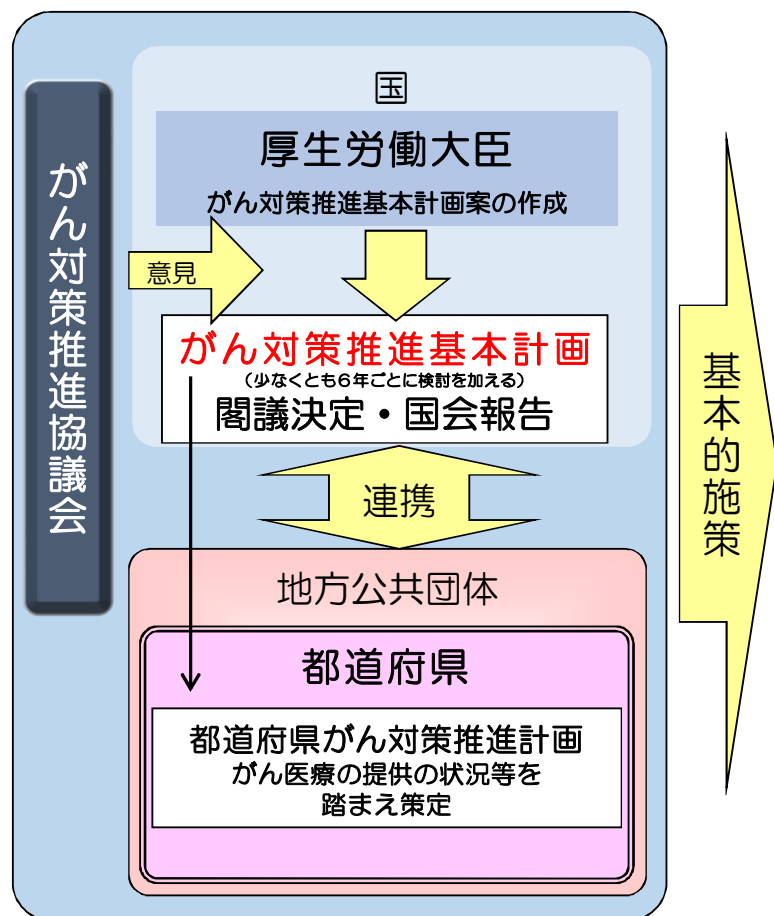 国
厚生労働大臣
がん対策推進基本計画案の作成
がん対策推進協議会
意見
がん対策推進基本計画
（少なくとも６年ごとに検討を加える）
閣議決定・国会報告
連携
基本的施策
地方公共団体
都道府県
都道府県がん対策推進計画
がん医療の提供の状況等を
踏まえ策定